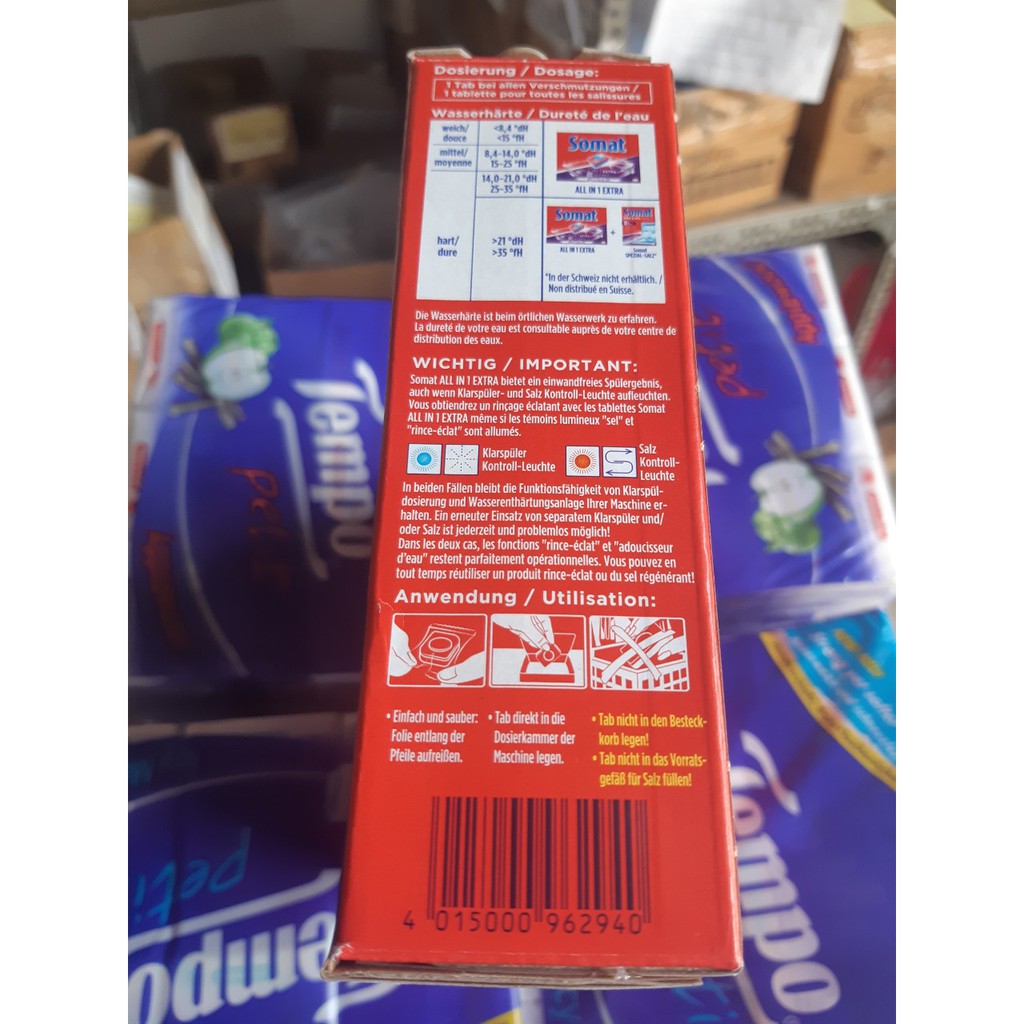 Dosierung / Dosage:
1 Tab bei allen Verschmutzungen /
1 tablette pour toutes les salissures
Wasserhärte / Dureté de l'eau
weich/
douce
<8,4 °dH
<15 °fH
mittel/
moyenne
8,4-14,0 °dH
15-25 °fH
14,0-21,0 °dH
25-35 °fH
Somat
ALL IN 1 EXTRA
hart/
dure
>21 °dH
>35 °fH
Somat
ALL IN 1 EXTRA
+
Somat
Somat
SPEZIAL-SALZ*
*In der Schweiz nicht erhältlich. /
Non distribué en Suisse.
Die Wasserhärte ist beim örtlichen Wasserwerk zu erfahren.
La dureté de votre eau est consultable auprès de votre centre de
distribution des eaux.
WICHTIG / IMPORTANT:
Somat ALL IN 1 EXTRA bietet ein einwandfreies Spülergebnis,
auch wenn Klarspüler- und Salz Kontroll-Leuchte aufleuchten.
Vous obtiendrez un rinçage éclatant avec les tablettes Somat
ALL IN 1 EXTRA même si les témoins lumineux "sel" et
"rince-éclat" sont allumés.
Klarspüler
Kontroll-Leuchte
Salz
Kontroll-
Leuchte
In beiden Fällen bleibt die Funktionsfähigkeit von Klarspül-
dosierung und Wasserenthärtungsanlage Ihrer Maschine er-
halten. Ein erneuter Einsatz von separatem Klarspüler und/
oder Salz ist jederzeit und problemlos möglich!
Dans les deux cas, les fonctions "rince-éclat" et "adoucisseur
d'eau" restent parfaitement opérationnelles. Vous pouvez en
tout temps réutiliser un produit rince-éclat ou du sel régénérant!
Anwendung / Utilisation:
• Einfach und sauber:
Folie entlang der
Pfeile aufreißen.
• Tab direkt in die
Dosierkammer der
Maschine legen.
• Tab nicht in den Besteck-
korb legen!
• Tab nicht in das Vorrats-
gefäß für Salz füllen!
4 015000 962940
Tempo
Petit
Petit
Tempo
Peti
Tempo